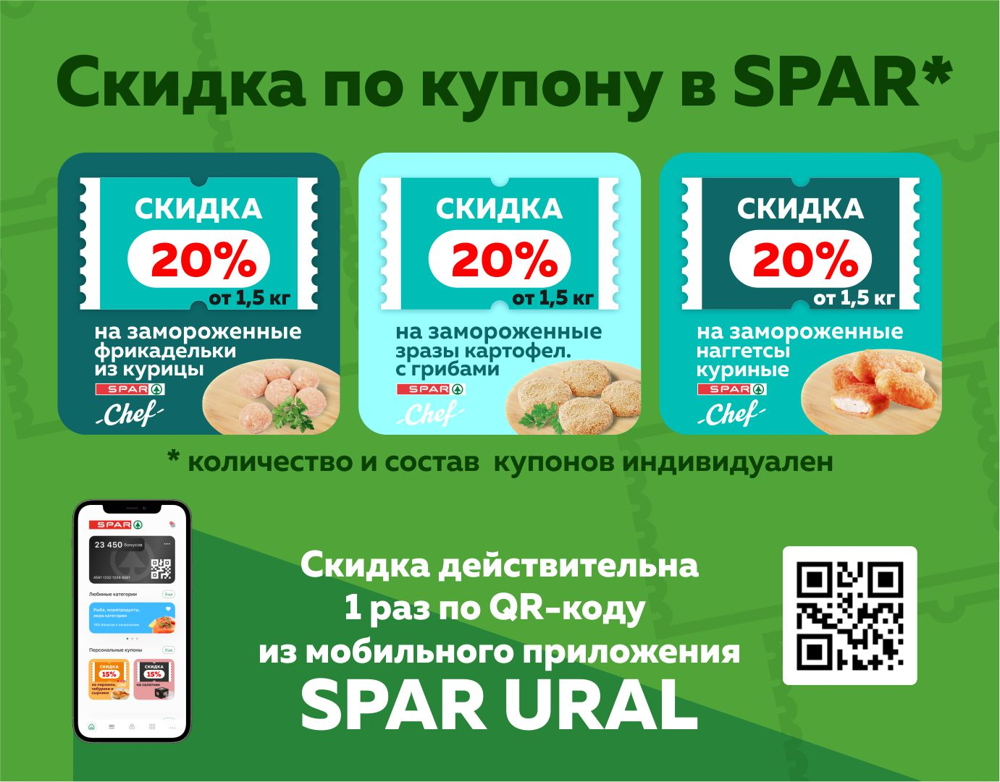 Скидка по купону в SPAR*
СКИДКА
20%
от 1,5 кг
на замороженные
фрикадельки
из курицы
SPAR
Chef
СКИДКА
20%
от 1,5 кг
на замороженные
зразы картофел.
с грибами
SPAR
Chef
СКИДКА
20%
от 1,5 кг
на замороженные
наггетсы
куриные
SPAR
Chef
* количество и состав купонов индивидуален
SPAR
23 450 бонусов
4561 1232 1234 4561
Любимые категории
Ещё
Рыба, морепродукты,
икра категории
15% бонусов к начислению
Персональные купоны
Ещё
СКИДКА
15%
на пирожки,
чебуреки и
сырники
СКИДКА
15%
на салатник
Скидка действительна
1 раз по QR-коду
из мобильного приложения
SPAR URAL